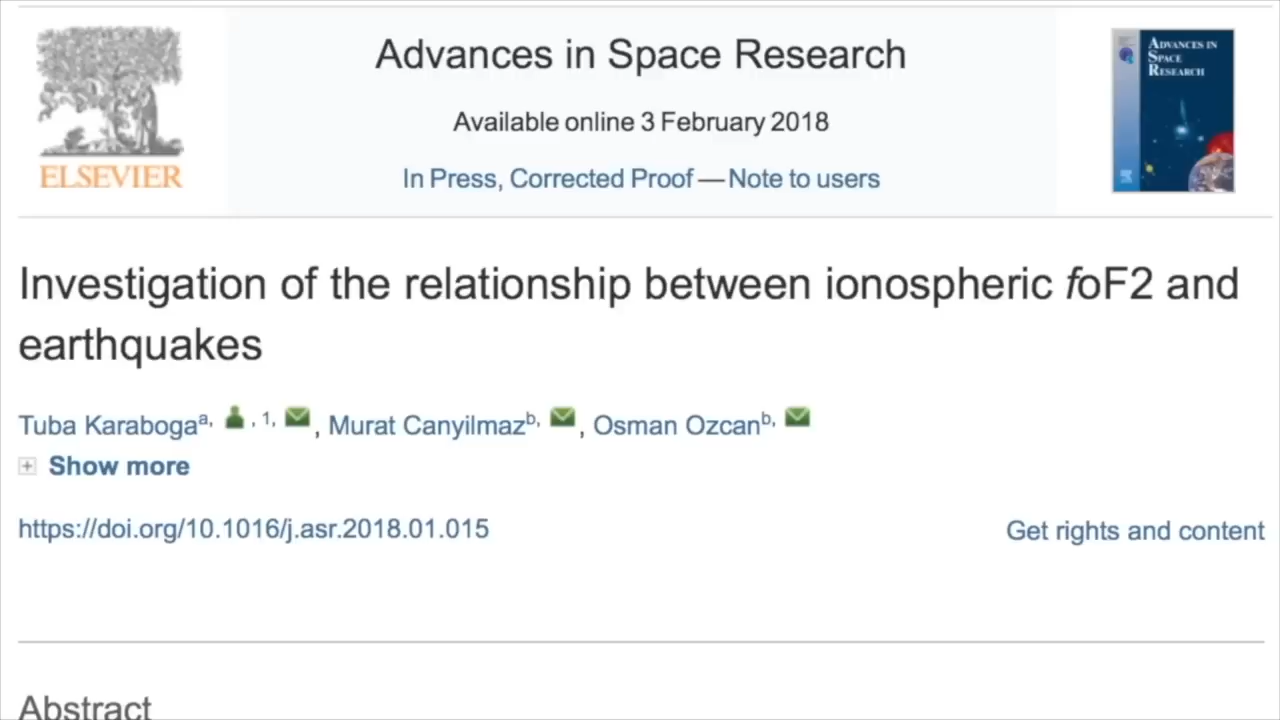 ELSEVIER
Advances in Space Research
Available online 3 February 2018
In Press, Corrected Proof — Note to users
ADVANCES IN
SPACE
RESEARCH
Investigation of the relationship between ionospheric foF2 and
earthquakes
Tuba Karaboga a, , 1, , Murat Canyilmaz b, , Osman Ozcan b,
Show more
https://doi.org/10.1016/j.asr.2018.01.015
Get rights and content
Abstract